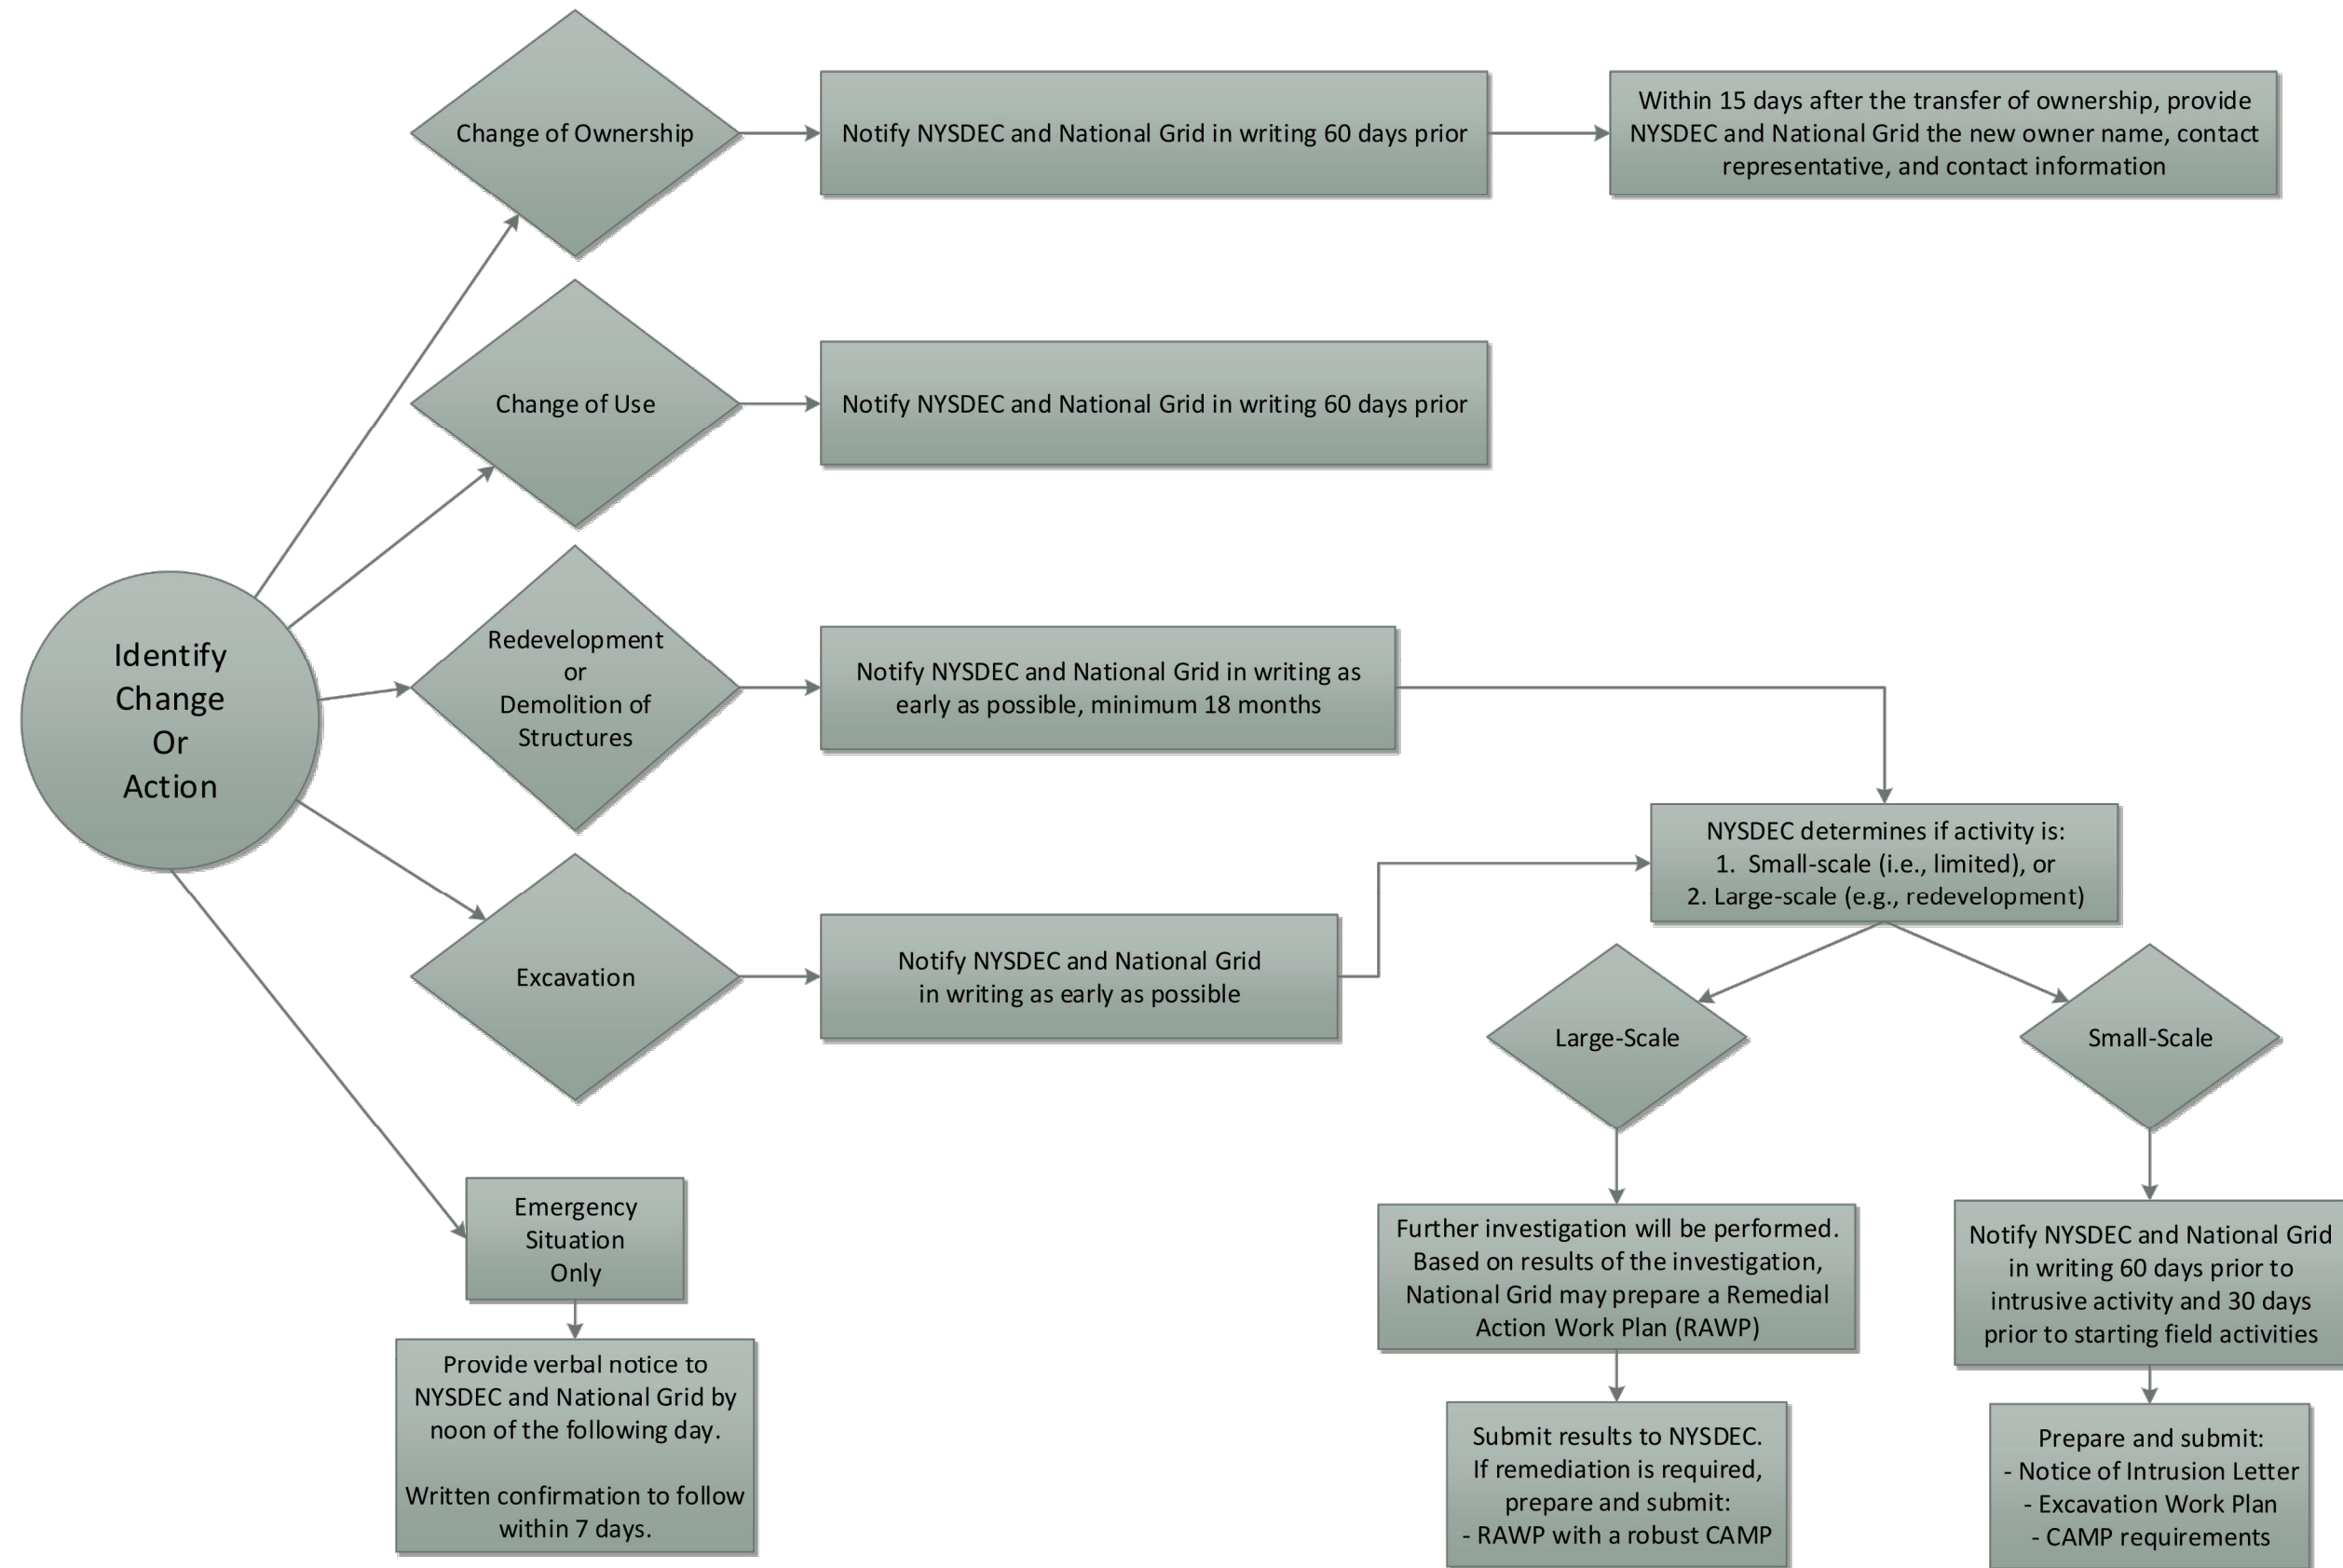 Change of Ownership
Notify NYSDEC and National Grid in writing 60 days prior
Within 15 days after the transfer of ownership, provide
NYSDEC and National Grid the new owner name, contact
representative, and contact information
Change of Use
Notify NYSDEC and National Grid in writing 60 days prior
Identify
Change
Or
Action
Redevelopment
or
Demolition of
Structures
Notify NYSDEC and National Grid in writing as
early as possible, minimum 18 months
NYSDEC determines if activity is:
1. Small-scale (i.e., limited), or
2. Large-scale (e.g., redevelopment)
Excavation
Notify NYSDEC and National Grid
in writing as early as possible
Large-Scale
Small-Scale
Emergency
Situation
Only
Provide verbal notice to
NYSDEC and National Grid by
noon of the following day.
Written confirmation to follow
within 7 days.
Further investigation will be performed.
Based on results of the investigation,
National Grid may prepare a Remedial
Action Work Plan (RAWP)
Submit results to NYSDEC.
If remediation is required,
prepare and submit:
- RAWP with a robust CAMP
Notify NYSDEC and National Grid
in writing 60 days prior to
intrusive activity and 30 days
prior to starting field activities
Prepare and submit:
- Notice of Intrusion Letter
- Excavation Work Plan
- CAMP requirements